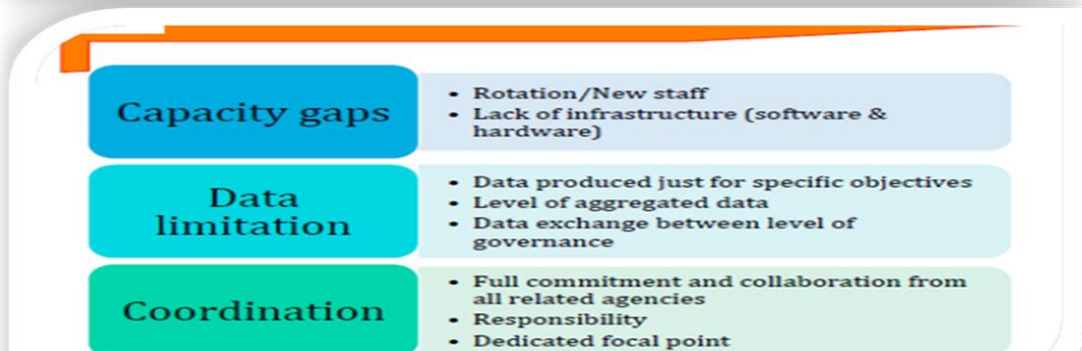 Capacity gaps
• Rotation/New staff
• Lack of infrastructure (software &
hardware)
Data
limitation
• Data produced just for specific objectives
• Level of aggregated data
• Data exchange between level of
governance
Coordination
• Full commitment and collaboration from
all related agencies
• Responsibility
• Dedicated focal point